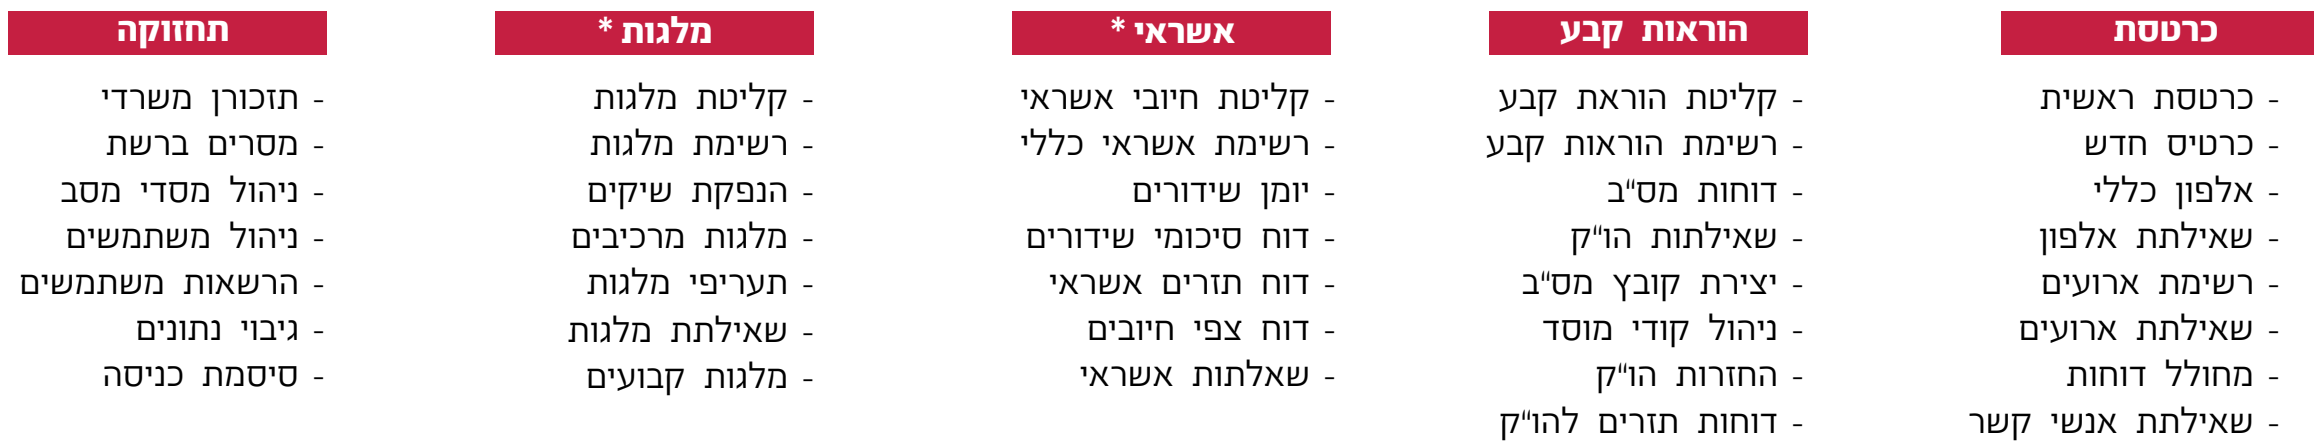 כרטסת
- כרטסת ראשית
- כרטיס חדש
- אלפון כללי
- שאילתת אלפון
- רשימת ארועים
- שאילתת ארועים
- מחולל דוחות
- שאילתת אנשי קשר
הוראות קבע
- קליטת הוראת קבע
- רשימת הוראות קבע
- דוחות מס"ב
- שאילתות הו"ק
- יצירת קובץ מס"ב
- ניהול קודי מוסד
- החזרות הו"ק
- דוחות תזרים להו"ק
אשראי *
- קליטת חיובי אשראי
- רשימת אשראי כללי
- יומן שידורים
- דוח סיכומי שידורים
- דוח תזרים אשראי
- דוח צפי חיובים
- שאלתות אשראי
מלגות *
- קליטת מלגות
- רשימת מלגות
- הנפקת שיקים
- מלגות מרכיבים
- תעריפי מלגות
- שאילתת מלגות
- מלגות קבועים
תחזוקה
- תזכורן משרדי
- מסרים ברשת
- ניהול מסדי מסב
- ניהול משתמשים
- הרשאות משתמשים
- גיבוי נתונים
- סיסמת כניסה